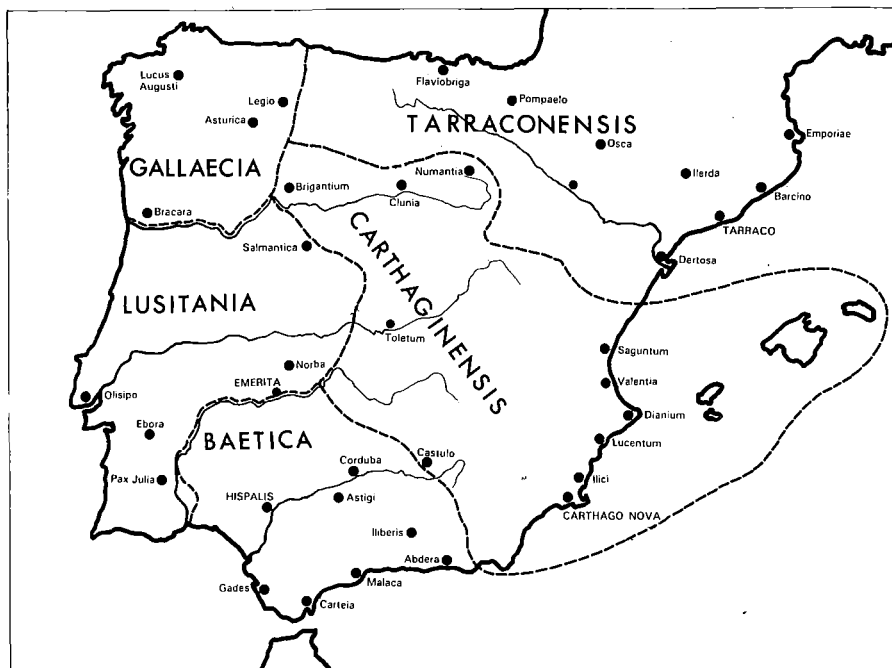 Lucus
Augusti
Legio
Asturica
GALLAECIA
Bracara
Flaviobriga
Pompaelo
TARRACONENSIS
Osca
Emporiae
Ilerda
Barcino
TARRACO
Dertosa
Numantia
Brigantium
Clunia
CARTHAGINENSIS
Salmantica
LUSITANIA
Toletum
Norba
EMERITA
Olisipo
Ebora
Pax Julia
Saguntum
Valentia
Dianium
Lucentum
Ilici
CARTHAGO NOVA
BAETICA
Castulo
Corduba
HISPALIS
Astigi
Iliberis
Abdera
Malaca
Gades
Carteia